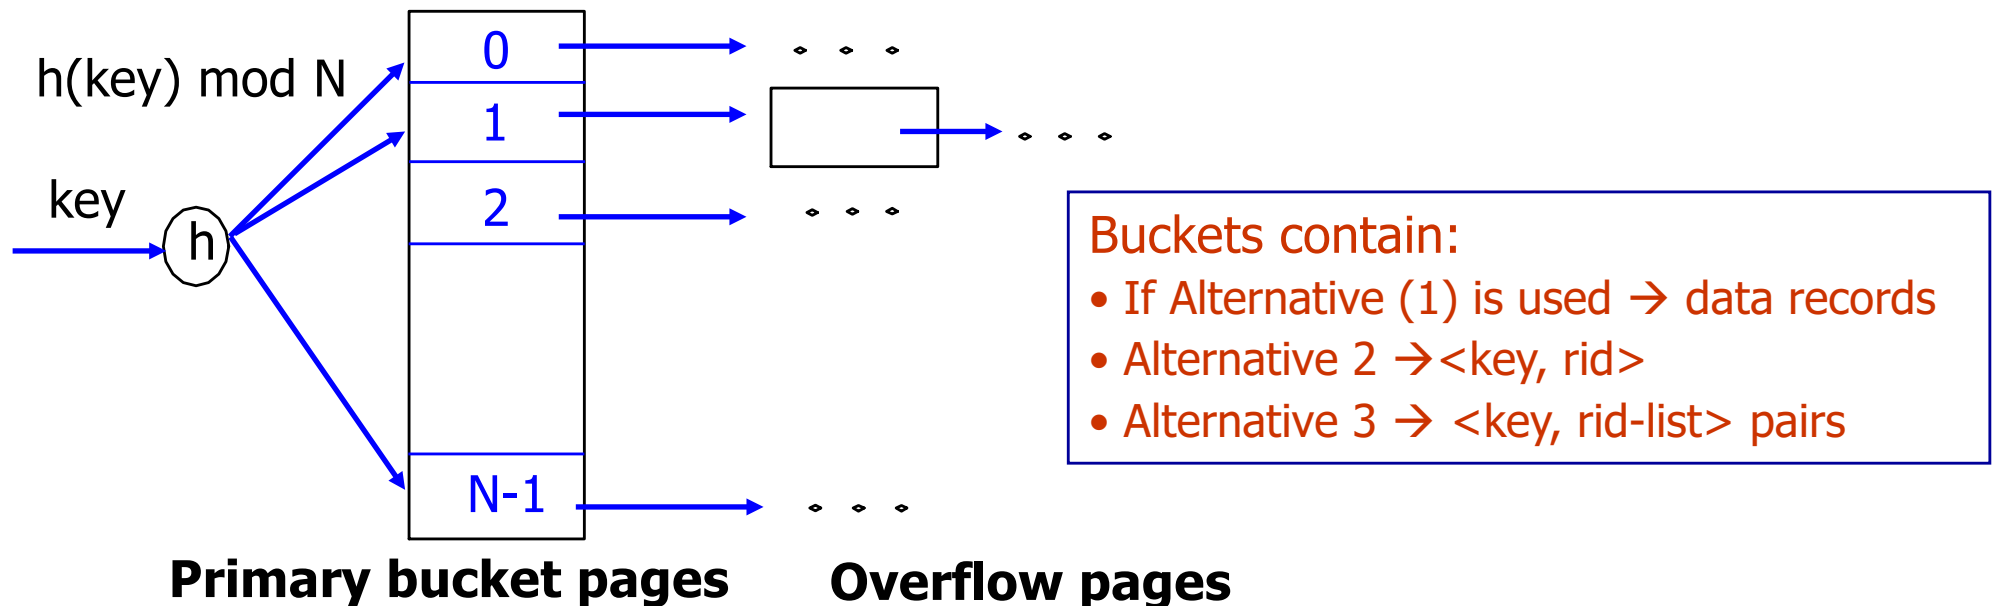 h(key) mod N
key
h
0
1
2
N-1
Buckets contain:
• If Alternative (1) is used → data records
• Alternative 2 →<key, rid>
• Alternative 3 → <key, rid-list> pairs
Primary bucket pages
Overflow pages